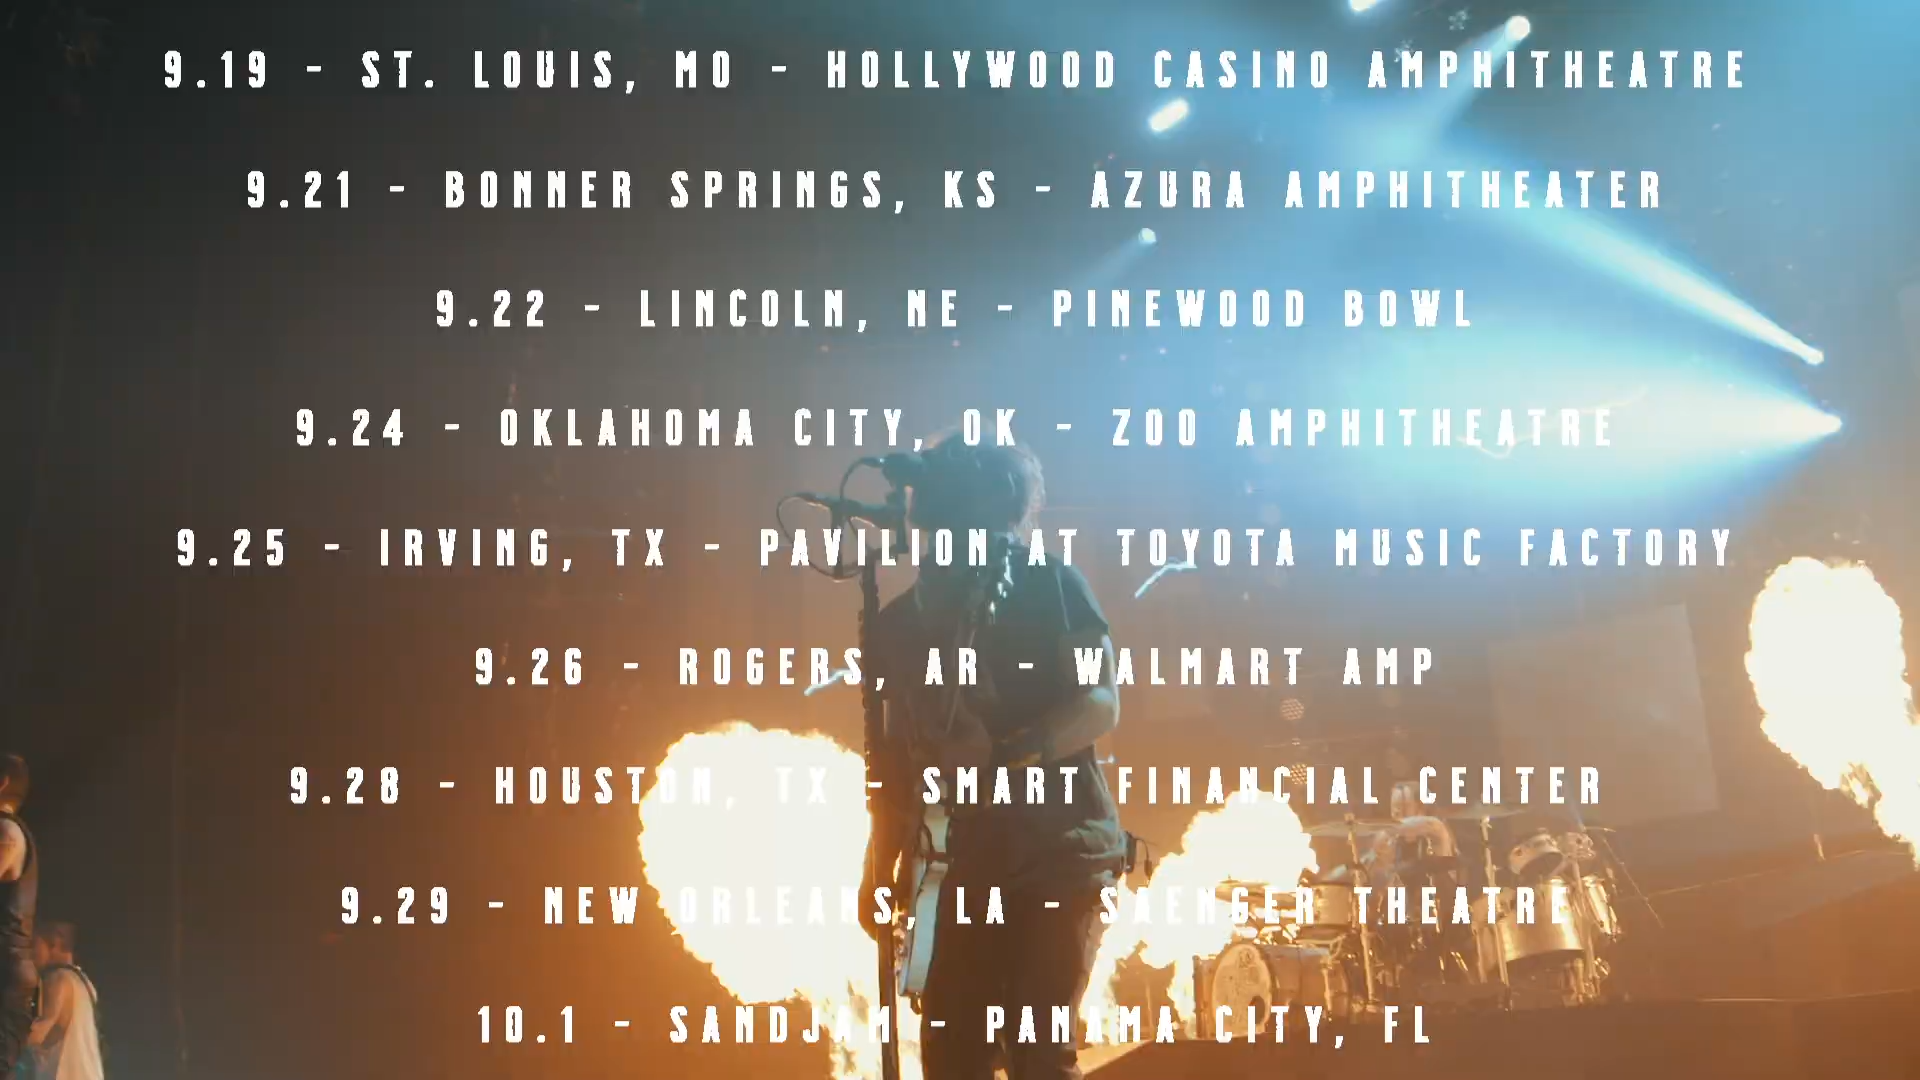 9.19 - ST. LOUIS, MO - HOLLYWOOD CASINO AMPHITHEATRE
9.21 - BONNER SPRINGS, KS - AZURA AMPHITHEATER
9.22 - LINCOLN, NE - PINEWOOD BOWL
9.24 - OKLAHOMA CITY, OK - ZOO AMPHITHEATRE
9.25 - IRVING, TX - PAVILION AT TOYOTA MUSIC FACTORY
9.26 - ROGERS, AR - WALMART AMP
9.28 - HOUSTON, TX - SMART FINANCIAL CENTER
9.29 - NEW ORLEANS, LA - SAENGER THEATRE
10.1 - SANDJAM - PANAMA CITY, FL